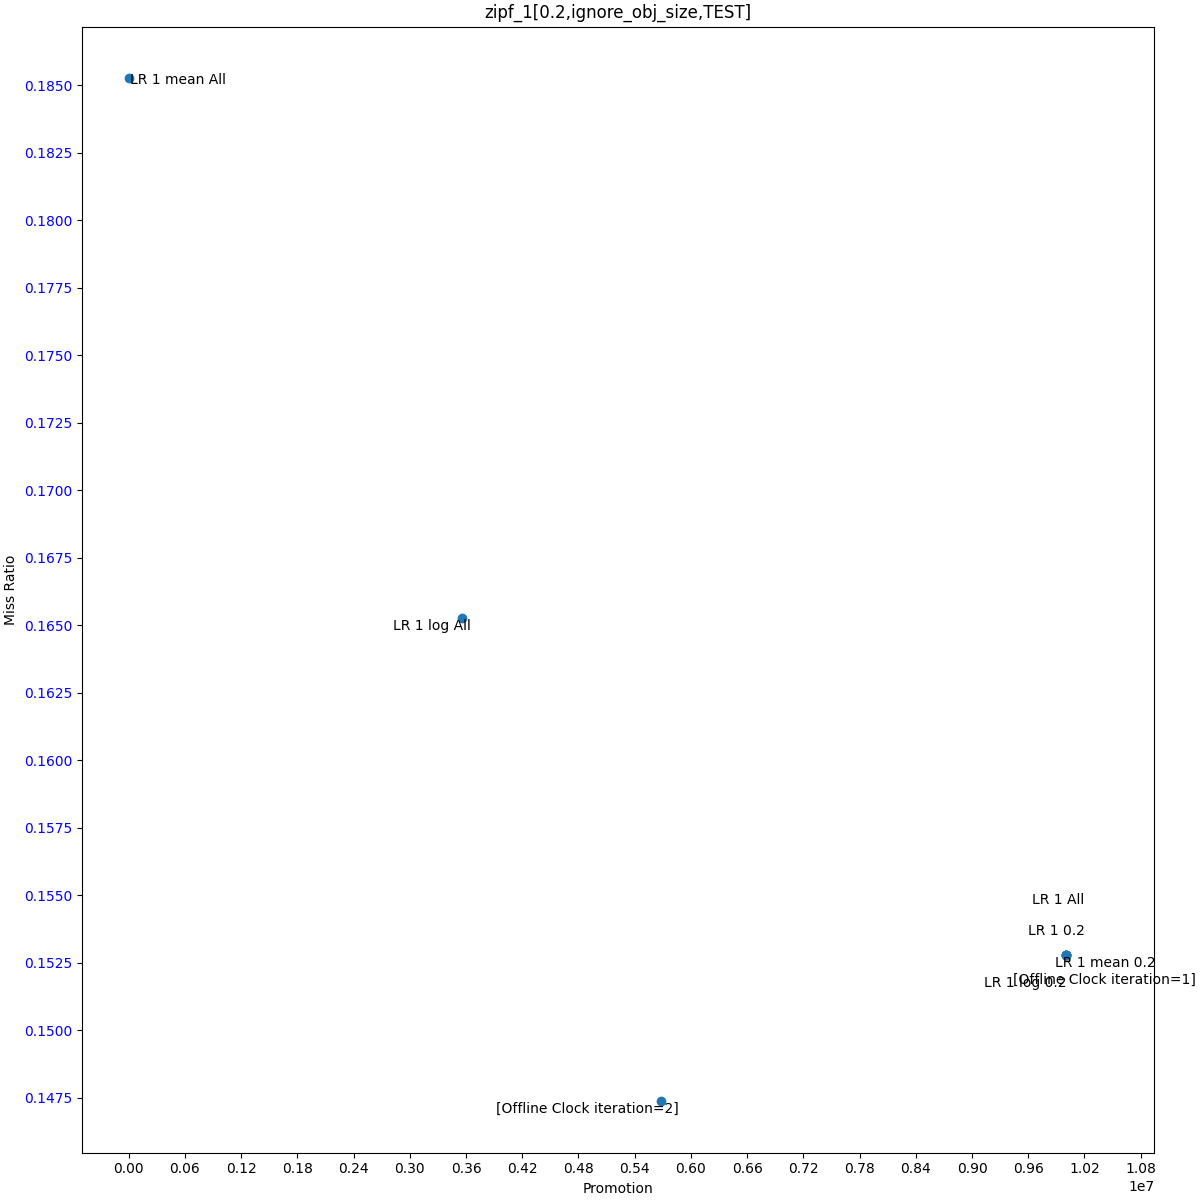 zipf_1[0.2,ignore_obj_size,TEST]
0.1850
LR 1 mean All
0.1825
0.1800
0.1775
0.1750
0.1725
0.1700
0.1675
0.1650
LR 1 log All
0.1625
0.1600
0.1575
0.1550
LR 1 All
LR 1 0.2
0.1525
LR 1 mean 0.2
[Offline Clock iteration=1]
LR 1 log 0.2
0.1500
0.1475
[Offline Clock iteration=2]
Miss Ratio
0.00 0.06 0.12 0.18 0.24 0.30 0.36 0.42 0.48 0.54 0.60 0.66 0.72 0.78 0.84 0.90 0.96 1.02 1.08
1e7
Promotion